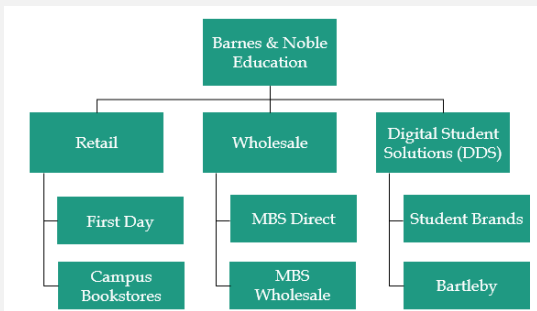 Barnes & Noble
Education
Retail
Wholesale
Digital Student
Solutions (DDS)
First Day
MBS Direct
Student Brands
Campus
Bookstores
MBS
Wholesale
Bartleby